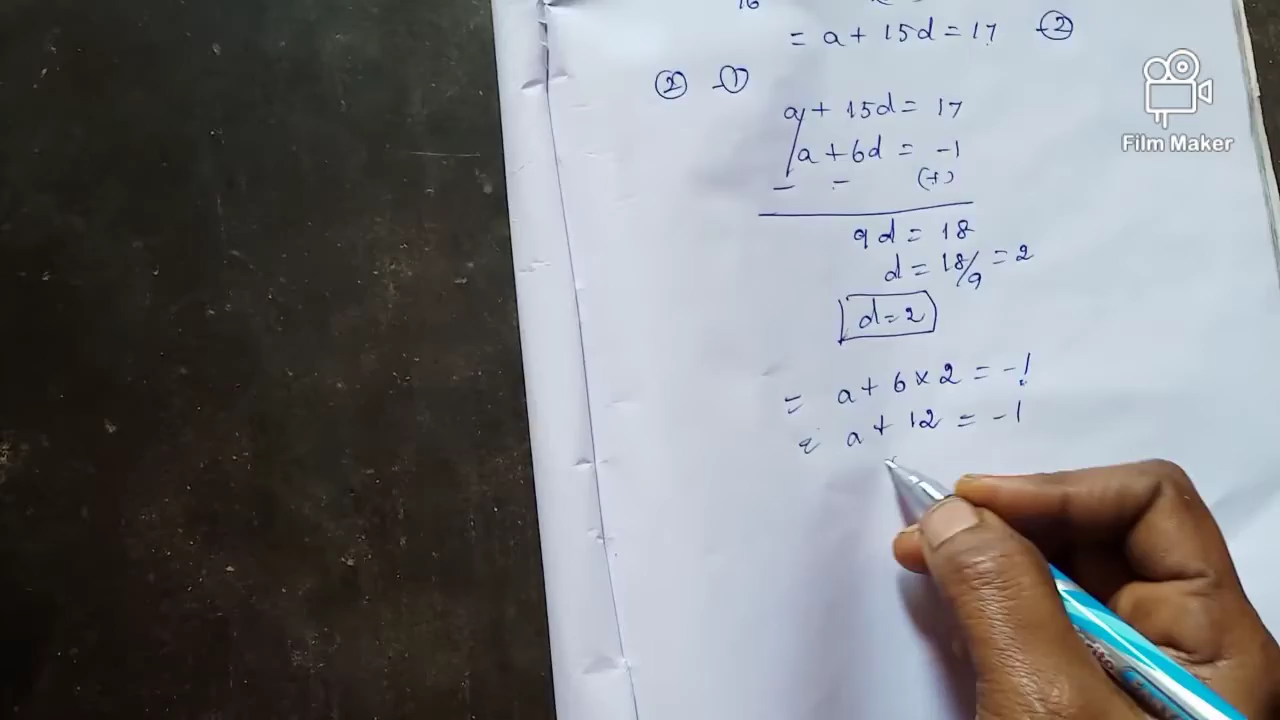 16
= a + 15d = 17 -②
② -①
a + 15d = 17
a + 6d = -1
- - (+)
9d = 18
d = 18/9 = 2
d = 2
= a + 6 × 2 = -1
a + 12 = -1
Film Maker